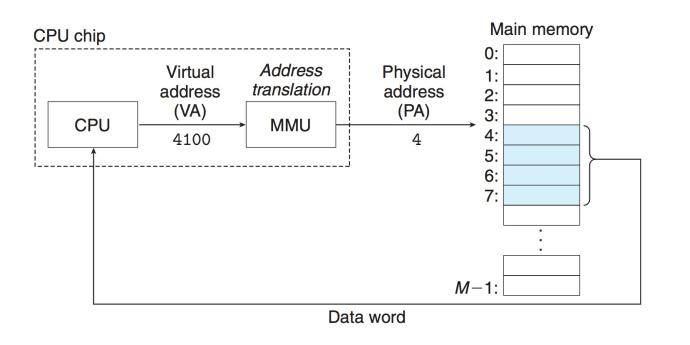 CPU chip
Main memory
Virtual
address
(VA)
Address
translation
Physical
address
(PA)
CPU
4100
MMU
4
0:
1:
2:
3:
4:
5:
6:
7:
M−1:
Data word